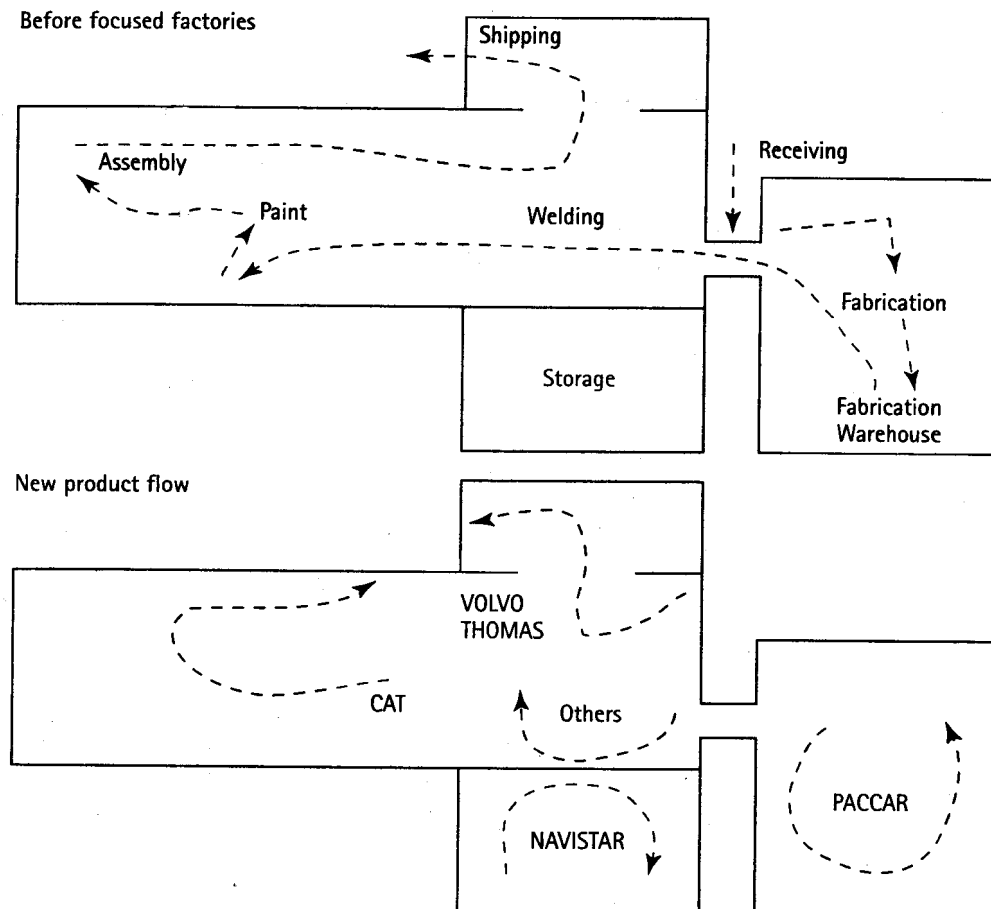 Before focused factories
Shipping
Assembly
Receiving
Paint
Welding
Fabrication
Storage
Fabrication
Warehouse
New product flow
VOLVO
THOMAS
CAT
Others
PACCAR
NAVISTAR